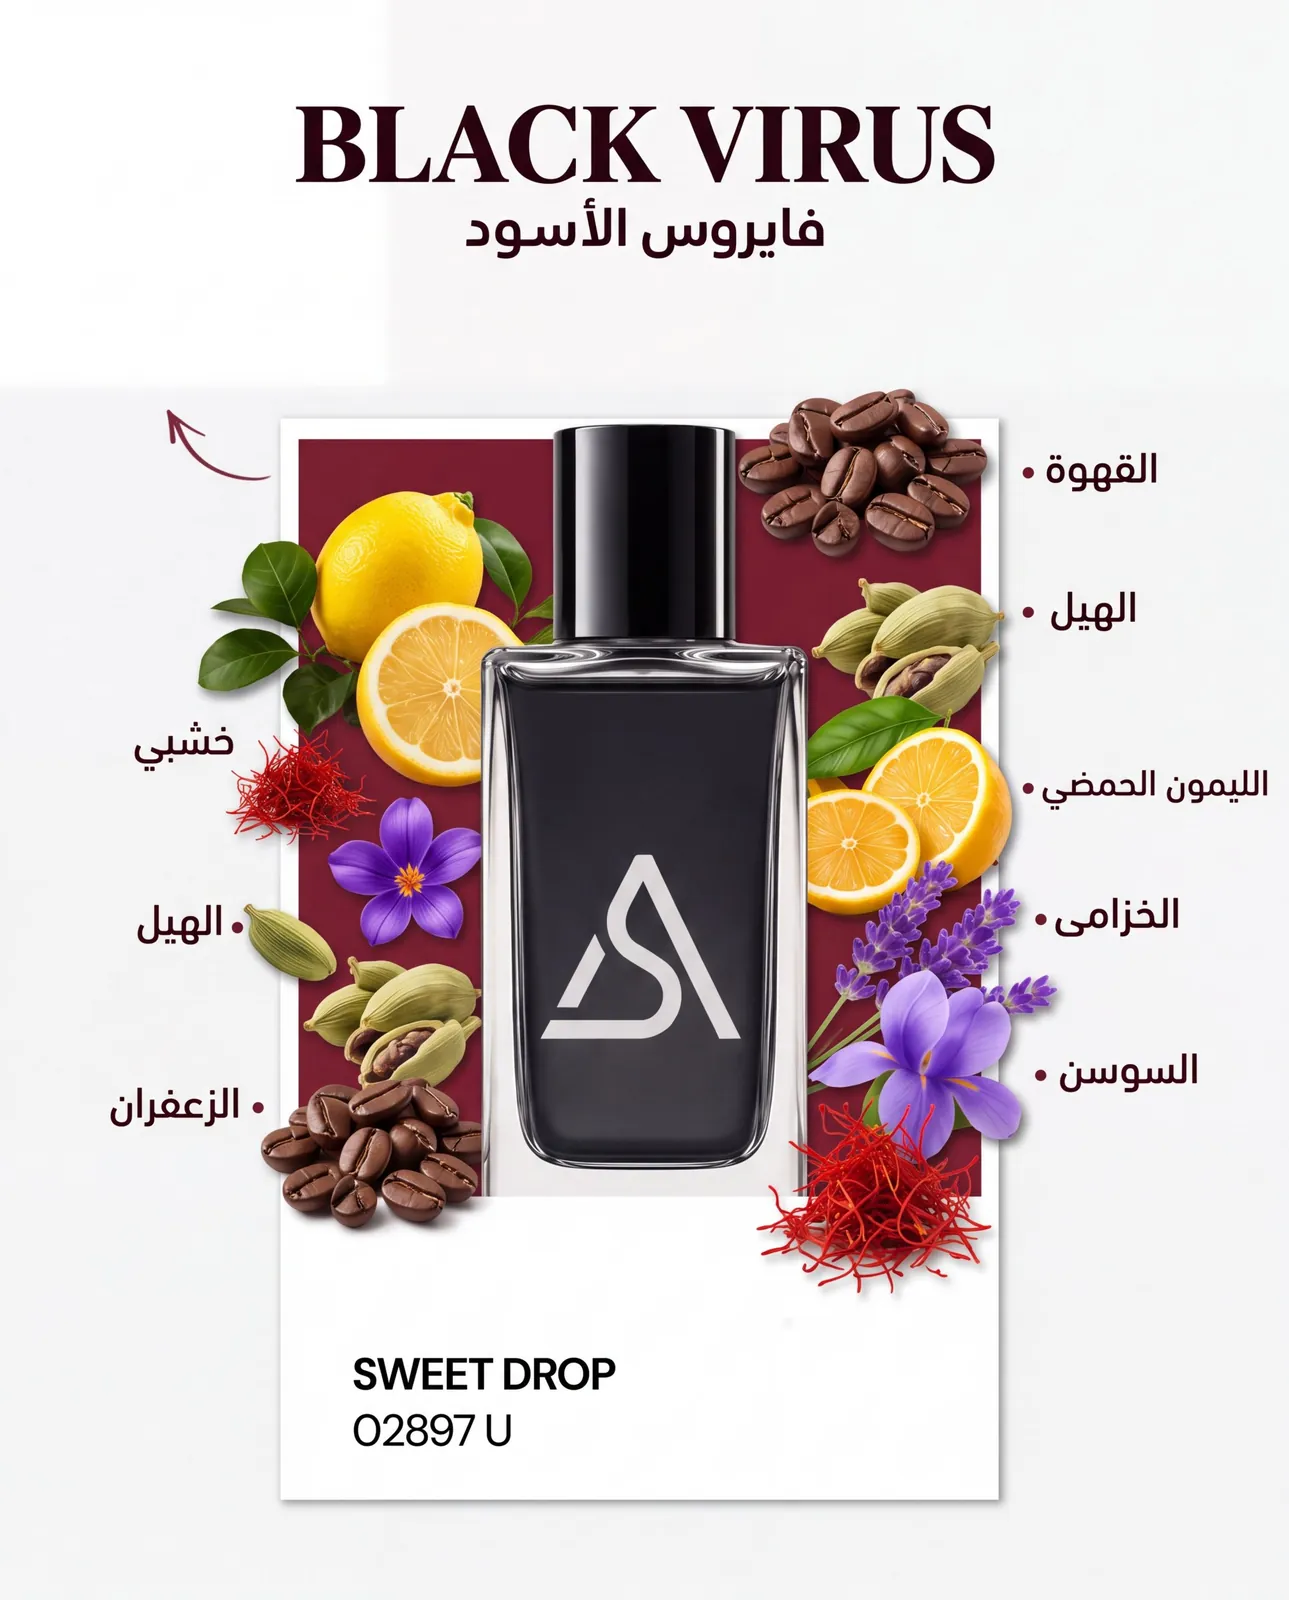 BLACK VIRUS
فايروس الأسود
القهوة
الهيل
الليمون الحمضي
الخزامى
السوسن
خشبي
الهيل
الزعفران
SWEET DROP
02897 U